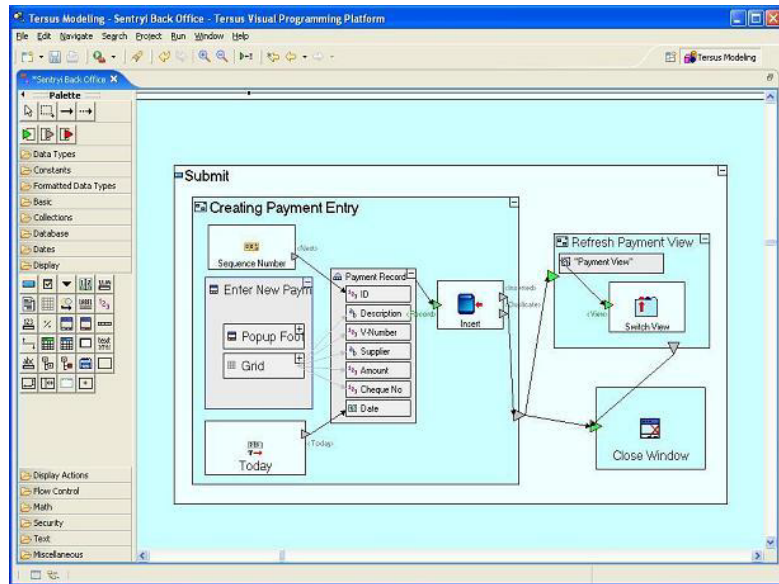 Tersus Modeling - Sentryi Back Office - Tersus Visual Programming Platform
File Edit Navigate Search Project Run Window Help
Tersus Modeling
*Sentryi Back Office
Palette
Data Types
Constants
Formatted Data Types
Basic
Collections
Database
Dates
Display
Display Actions
Flow Control
Math
Security
Text
Miscellaneous
Submit
Creating Payment Entry
Sequence Number
<Next>
Enter New Paym
Popup Foot
Grid
Today
<Today>
Payment Record
ID
Description
V-Number
Supplier
Amount
Cheque No
Date
<Record>
Insert
<Inserted>
<Duplicate>
Refresh Payment View
"Payment View"
<View>
Switch View
Close Window